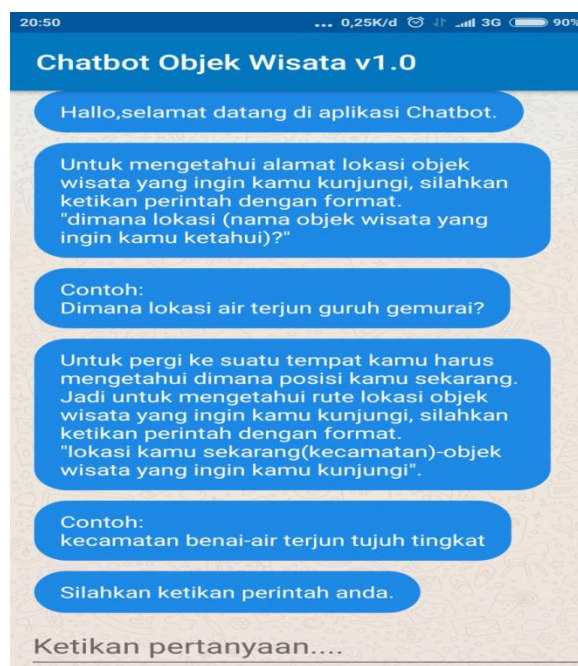 20:50 ... 0,25K/d 3G 90%
Chatbot Objek Wisata v1.0
Hallo,selamat datang di aplikasi Chatbot.
Untuk mengetahui alamat lokasi objek
wisata yang ingin kamu kunjungi, silahkan
ketikan perintah dengan format.
"dimana lokasi (nama objek wisata yang
ingin kamu ketahui)?"
Contoh:
Dimana lokasi air terjun guruh gemurai?
Untuk pergi ke suatu tempat kamu harus
mengetahui dimana posisi kamu sekarang.
Jadi untuk mengetahui rute lokasi objek
wisata yang ingin kamu kunjungi, silahkan
ketikan perintah dengan format.
"lokasi kamu sekarang(kecamatan)-objek
wisata yang ingin kamu kunjungi".
Contoh:
kecamatan benai-air terjun tujuh tingkat
Silahkan ketikan perintah anda.
Ketikan pertanyaan....